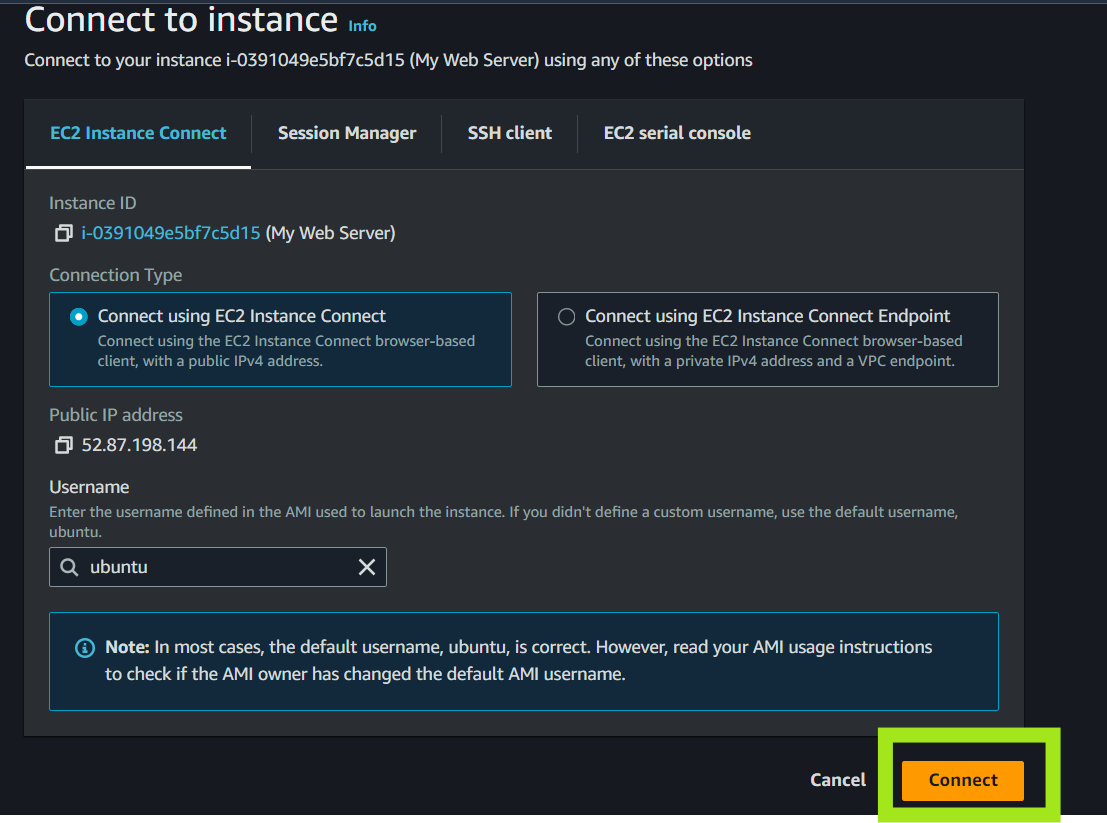 Connect to instance Info
Connect to your instance i-0391049e5bf7c5d15 (My Web Server) using any of these options
EC2 Instance Connect Session Manager SSH client EC2 serial console
Instance ID
i-0391049e5bf7c5d15 (My Web Server)
Connection Type
Connect using EC2 Instance Connect
Connect using the EC2 Instance Connect browser-based
client, with a public IPv4 address.
Connect using EC2 Instance Connect Endpoint
Connect using the EC2 Instance Connect browser-based
client, with a private IPv4 address and a VPC endpoint.
Public IP address
52.87.198.144
Username
Enter the username defined in the AMI used to launch the instance. If you didn't define a custom username, use the default username,
ubuntu.
ubuntu
Note: In most cases, the default username, ubuntu, is correct. However, read your AMI usage instructions
to check if the AMI owner has changed the default AMI username.
Cancel Connect